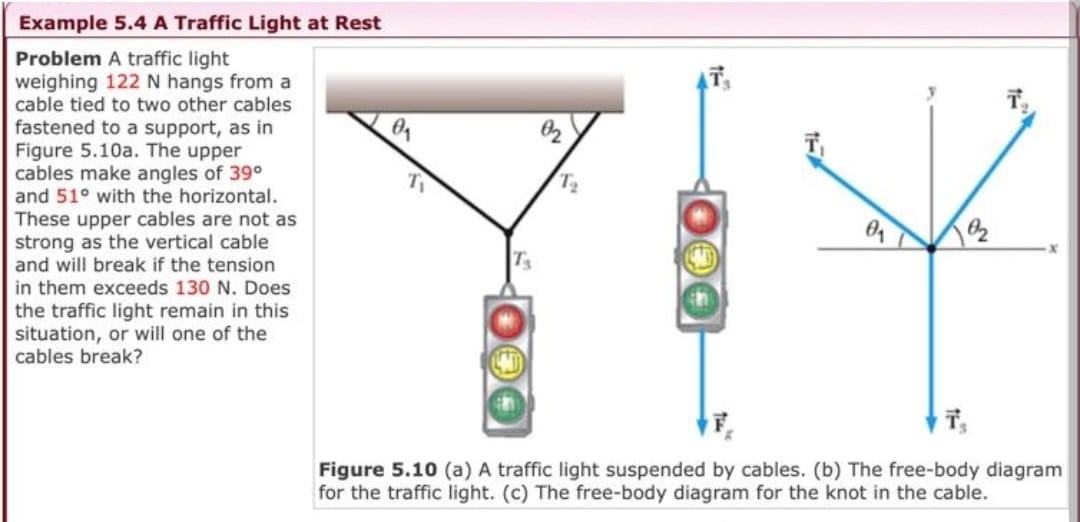 Example 5.4 A Traffic Light at Rest
Problem A traffic light
weighing 122 N hangs from a
cable tied to two other cables
fastened to a support, as in
Figure 5.10a. The upper
cables make angles of 39°
and 51° with the horizontal.
These upper cables are not as
strong as the vertical cable
and will break if the tension
in them exceeds 130 N. Does
the traffic light remain in this
situation, or will one of the
cables break?
θ₁
θ₂
T₁
T₂
T₃
T⃗₃
F⃗g
y
T⃗₂
T⃗₁
θ₁
θ₂
x
T⃗₃
Figure 5.10 (a) A traffic light suspended by cables. (b) The free-body diagram
for the traffic light. (c) The free-body diagram for the knot in the cable.